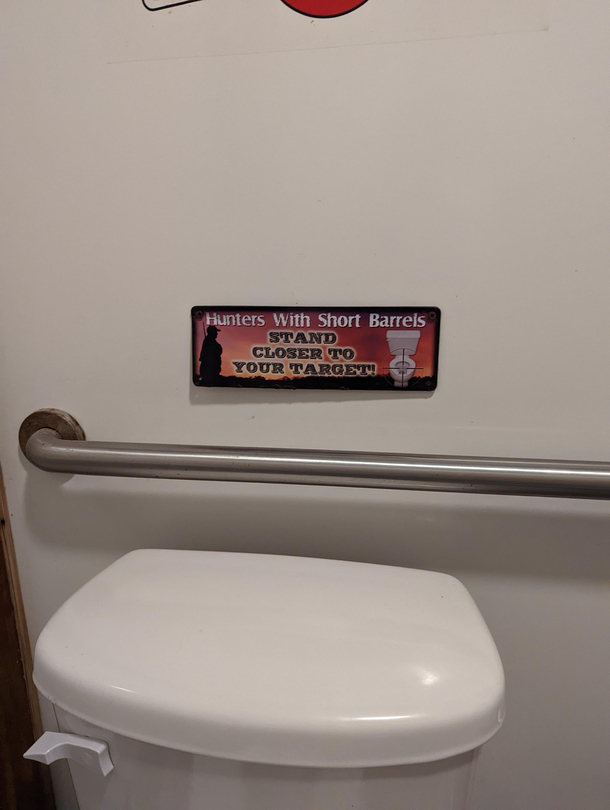 Hunters With Short Barrels
STAND
CLOSER TO
YOUR TARGET!